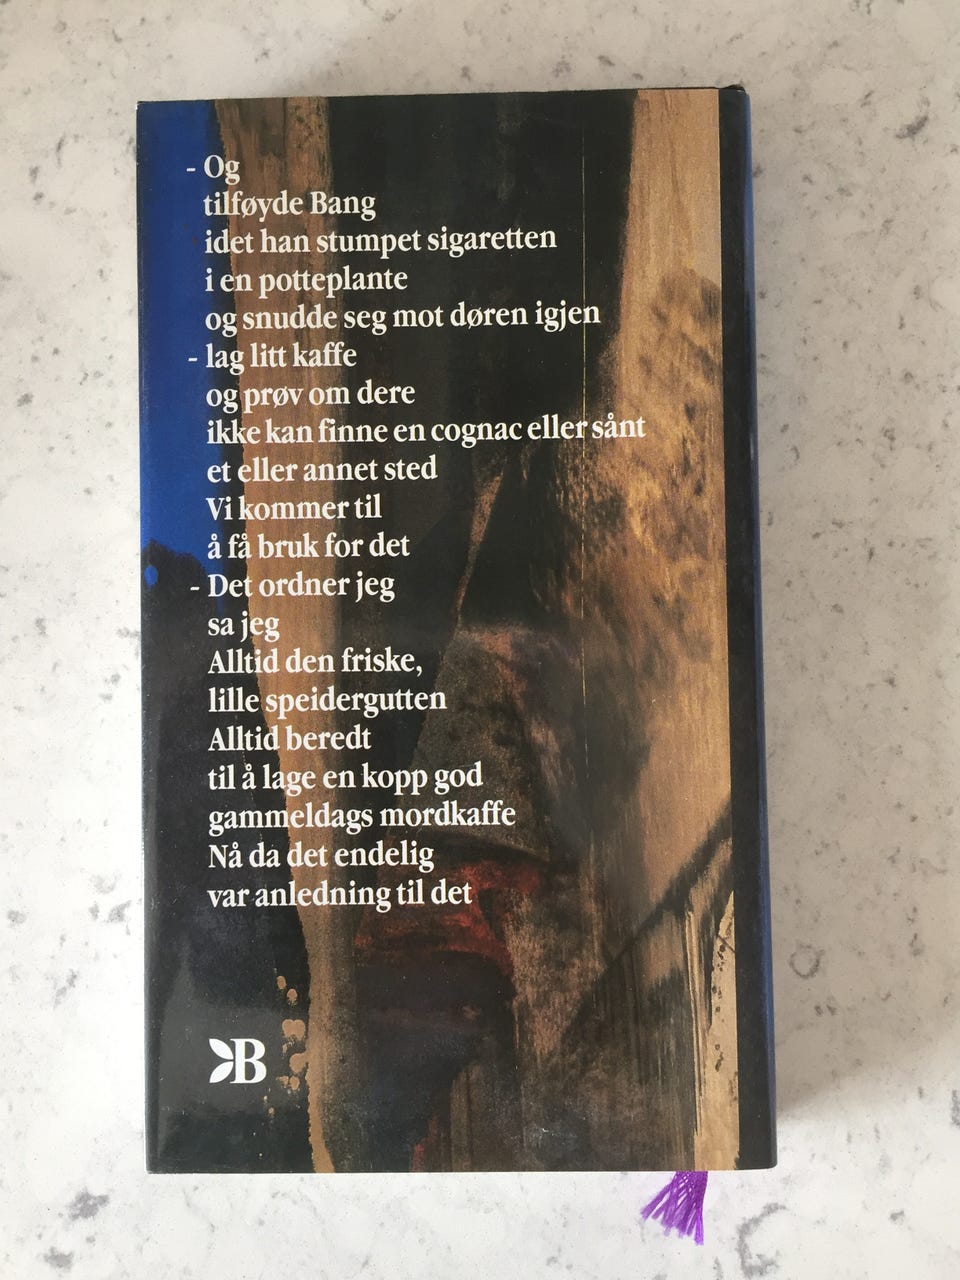 - Og
tilføyde Bang
idet han stumpet sigaretten
i en potteplante
og snudde seg mot døren igjen
- lag litt kaffe
og prøv om dere
ikke kan finne en cognac eller sånt
et eller annet sted
Vi kommer til
å få bruk for det
- Det ordner jeg
sa jeg
Alltid den friske,
lille speidergutten
Alltid beredt
til å lage en kopp god
gammeldags mordkaffe
Nå da det endelig
var anledning til det
B